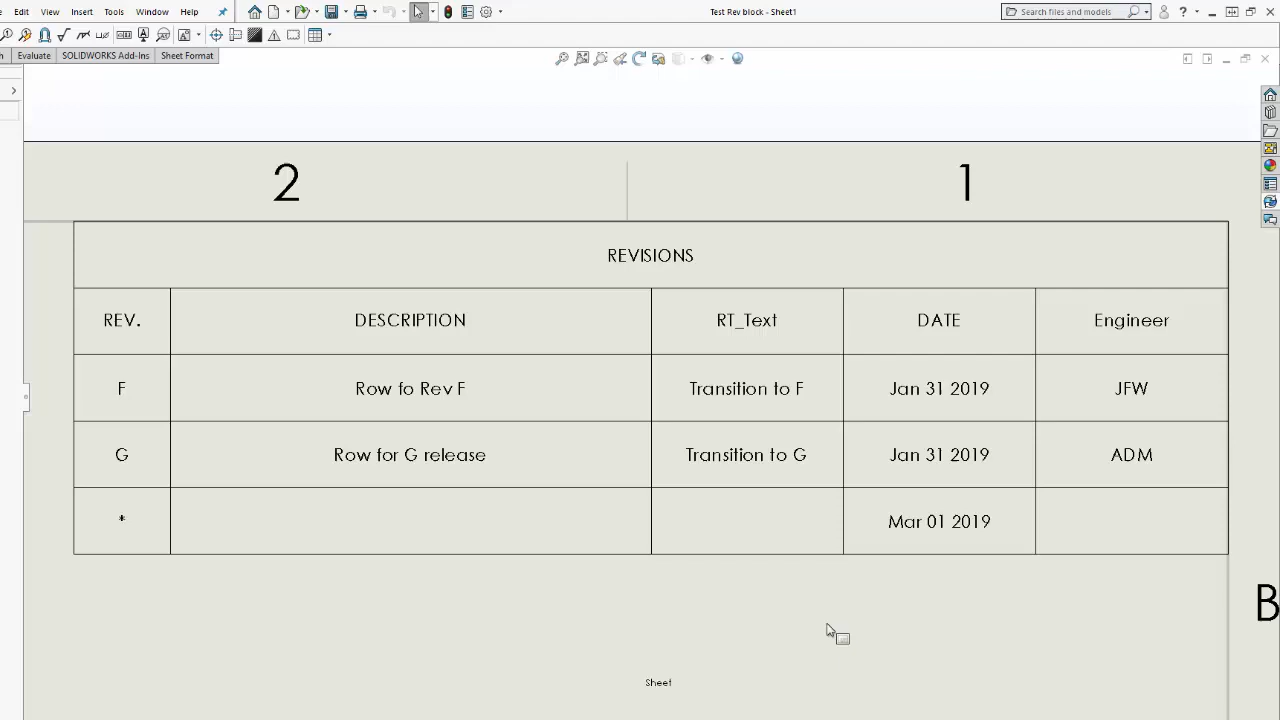 Edit View Insert Tools Window Help Test Rev block - Sheet1 Search files and models ?
Evaluate SOLIDWORKS Add-Ins Sheet Format
2 1
REVISIONS
REV. DESCRIPTION RT_Text DATE Engineer
F Row fo Rev F Transition to F Jan 31 2019 JFW
G Row for G release Transition to G Jan 31 2019 ADM
* Mar 01 2019
B
Sheet